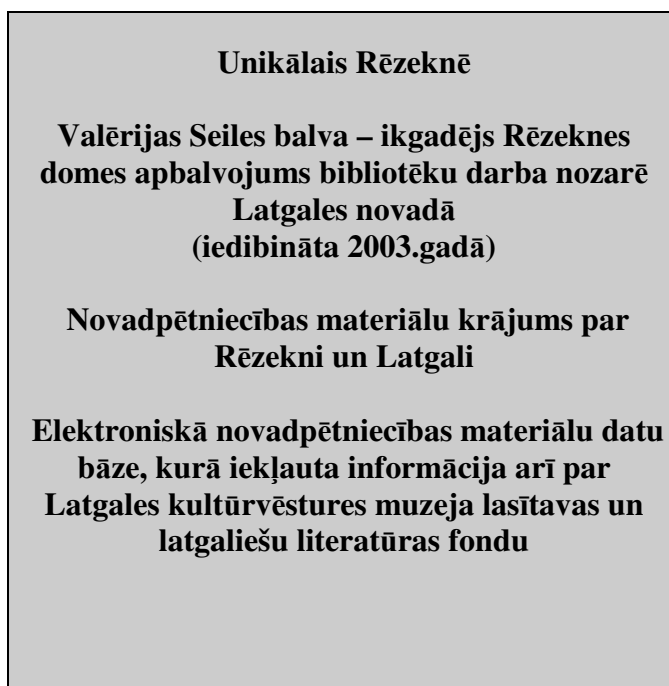 Unikālais Rēzeknē
Valērijas Seiles balva – ikgadējs Rēzeknes
domes apbalvojums bibliotēku darba nozarē
Latgales novadā
(iedibināta 2003.gadā)
Novadpētniecības materiālu krājums par
Rēzekni un Latgali
Elektroniskā novadpētniecības materiālu datu
bāze, kurā iekļauta informācija arī par
Latgales kultūrvēstures muzeja lasītavas un
latgaliešu literatūras fondu